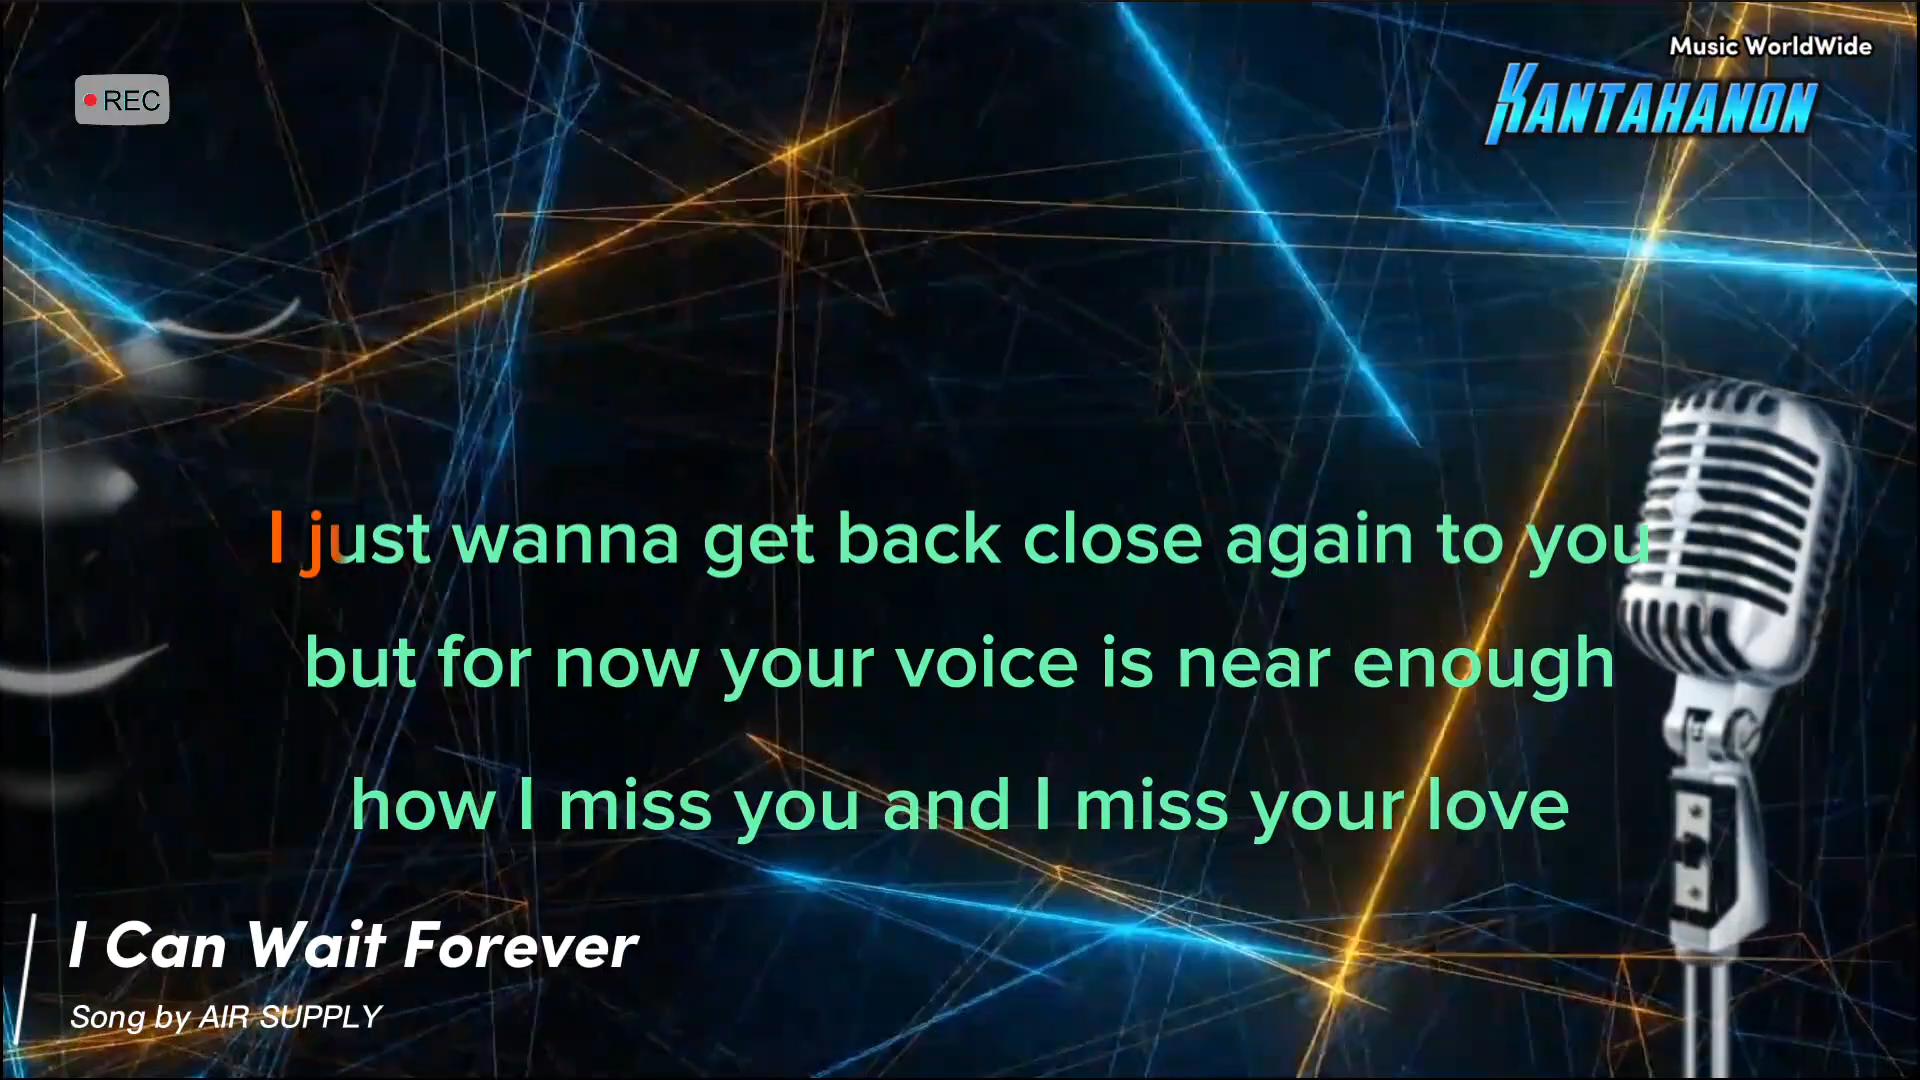 Music WorldWide
KANTAHANON
REC
I just wanna get back close again to you
but for now your voice is near enough
how I miss you and I miss your love
I Can Wait Forever
Song by AIR SUPPLY